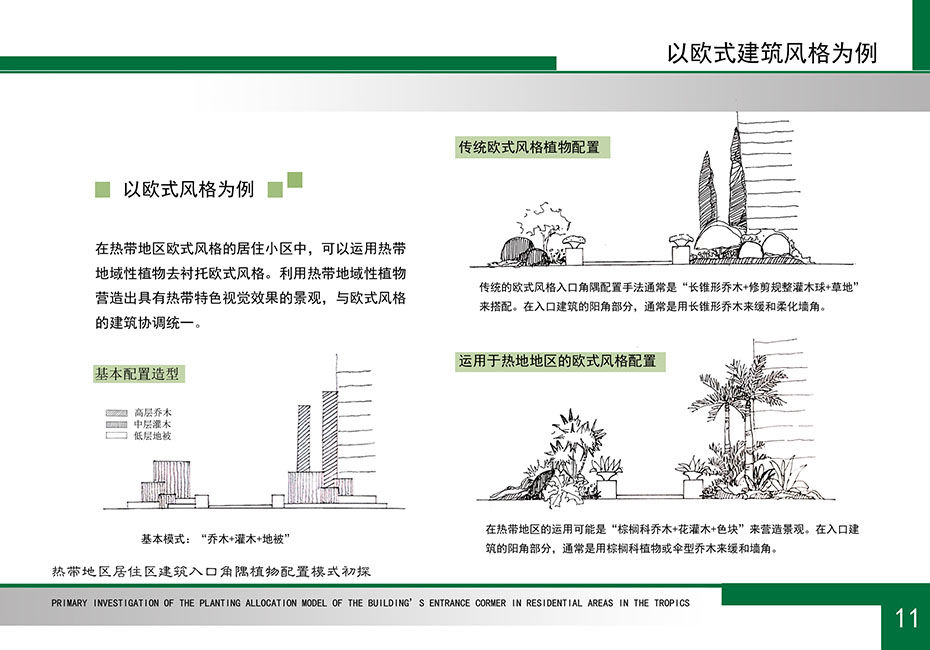 以欧式建筑风格为例
以欧式风格为例
在热带地区欧式风格的居住小区中，可以运用热带
地域性植物去衬托欧式风格。利用热带地域性植物
营造出具有热带特色视觉效果的景观，与欧式风格
的建筑协调统一。
基本配置造型
高层乔木
中层灌木
低层地被
基本模式：“乔木+灌木+地被”
传统欧式风格植物配置
传统的欧式风格入口角隅配置手法通常是“长锥形乔木+修剪规整灌木球+草地”
来搭配。在入口建筑的阳角部分，通常是用长锥形乔木来缓和柔化墙角。
运用于热地地区的欧式风格配置
在热带地区的运用可能是“棕榈科乔木+花灌木+色块”来营造景观。在入口建
筑的阳角部分，通常是用棕榈科植物或伞型乔木来缓和墙角。
热带地区居住区建筑入口角隅植物配置模式初探
PRIMARY INVESTIGATION OF THE PLANTING ALLOCATION MODEL OF THE BUILDING'S ENTRANCE CORMER IN RESIDENTIAL AREAS IN THE TROPICS
11